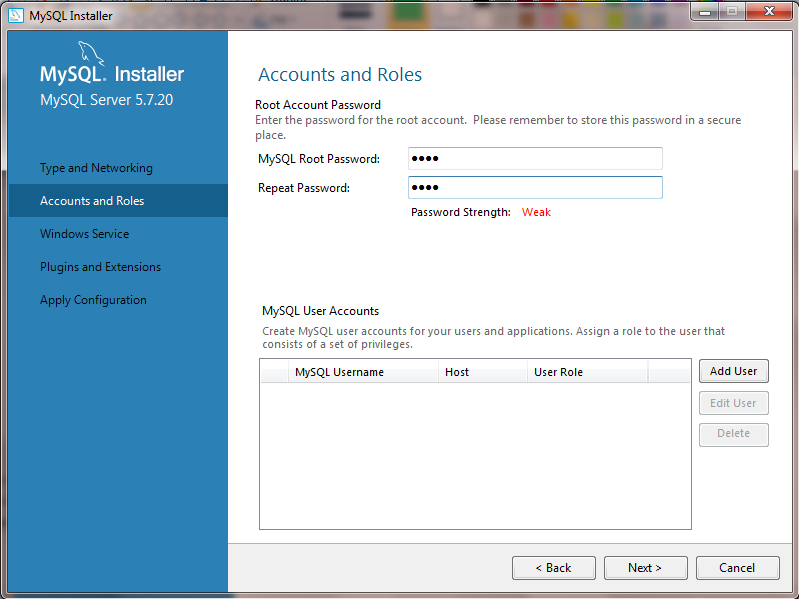 MySQL Installer
MySQL. Installer
MySQL Server 5.7.20
Type and Networking
Accounts and Roles
Windows Service
Plugins and Extensions
Apply Configuration
Accounts and Roles
Root Account Password
Enter the password for the root account. Please remember to store this password in a secure
place.
MySQL Root Password: ●●●●
Repeat Password: ●●●●
Password Strength: Weak
MySQL User Accounts
Create MySQL user accounts for your users and applications. Assign a role to the user that
consists of a set of privileges.
MySQL Username Host User Role
Add User
Edit User
Delete
< Back Next > Cancel